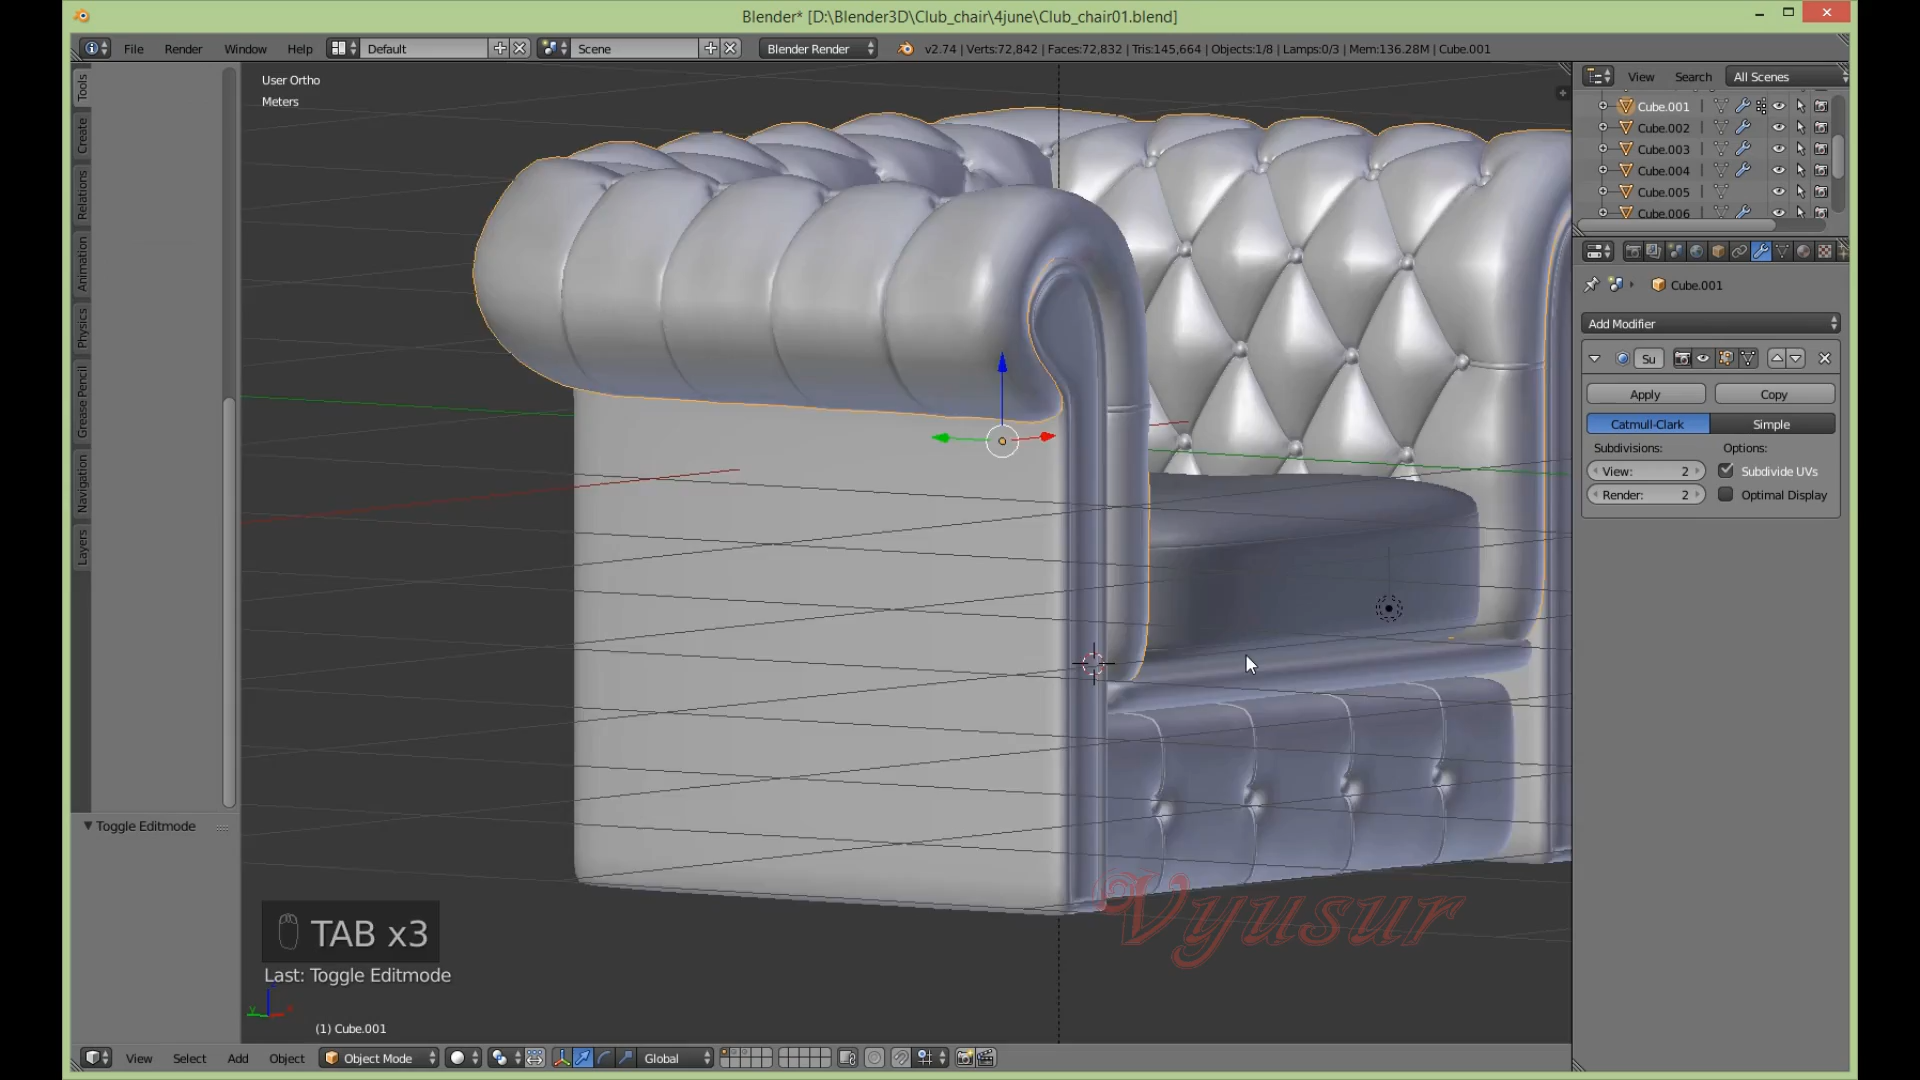 Blender* [D:\Blender3D\Club_chair\4june\Club_chair01.blend]
File Render Window Help Default Scene Blender Render v2.74 | Verts:72,842 | Faces:72,832 | Tris:145,664 | Objects:1/8 | Lamps:0/3 | Mem:136.28M | Cube.001
User Ortho
Meters
Tools
Create
Relations
Animation
Physics
Grease Pencil
Navigation
Layers
Toggle Editmode
View Search All Scenes
Cube.001
Cube.002
Cube.003
Cube.004
Cube.005
Cube.006
Cube.001
Add Modifier
Su
Apply Copy
Catmull-Clark Simple
Subdivisions: Options:
View: 2 Subdivide UVs
Render: 2 Optimal Display
TAB x3
Last: Toggle Editmode
Vyusur
(1) Cube.001
View Select Add Object Object Mode Global